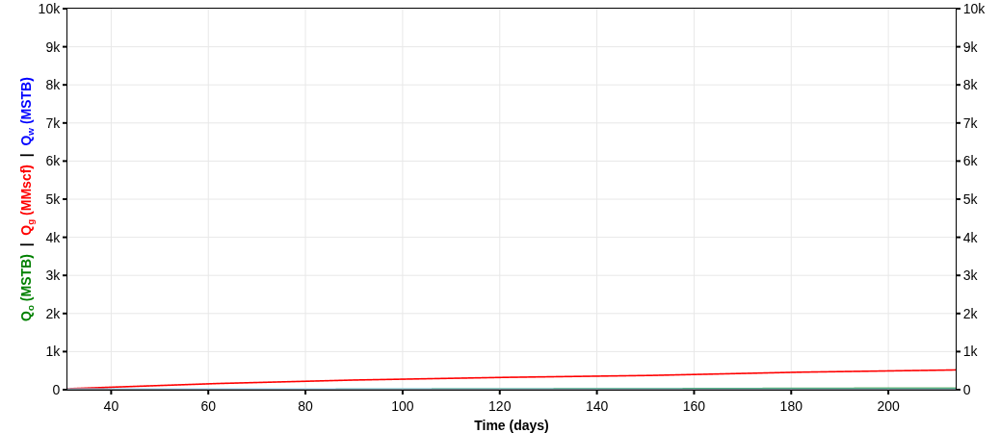 10k
9k
8k
7k
6k
5k
4k
3k
2k
1k
0
Qo (MSTB) | Qg (MMscf) | Qw (MSTB)
10k
9k
8k
7k
6k
5k
4k
3k
2k
1k
0
40 60 80 100 120 140 160 180 200
Time (days)